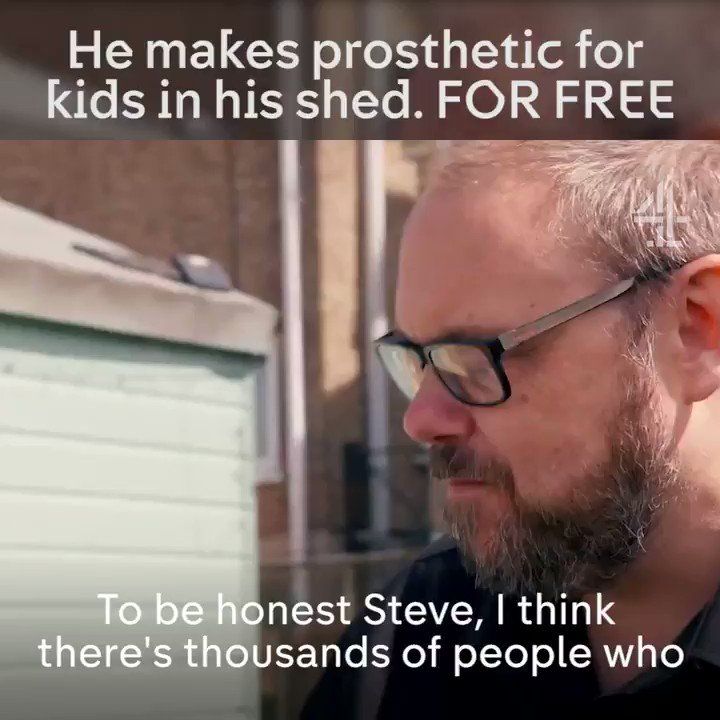 He makes prosthetic for
kids in his shed. FOR FREE
4
To be honest Steve, I think
there's thousands of people who